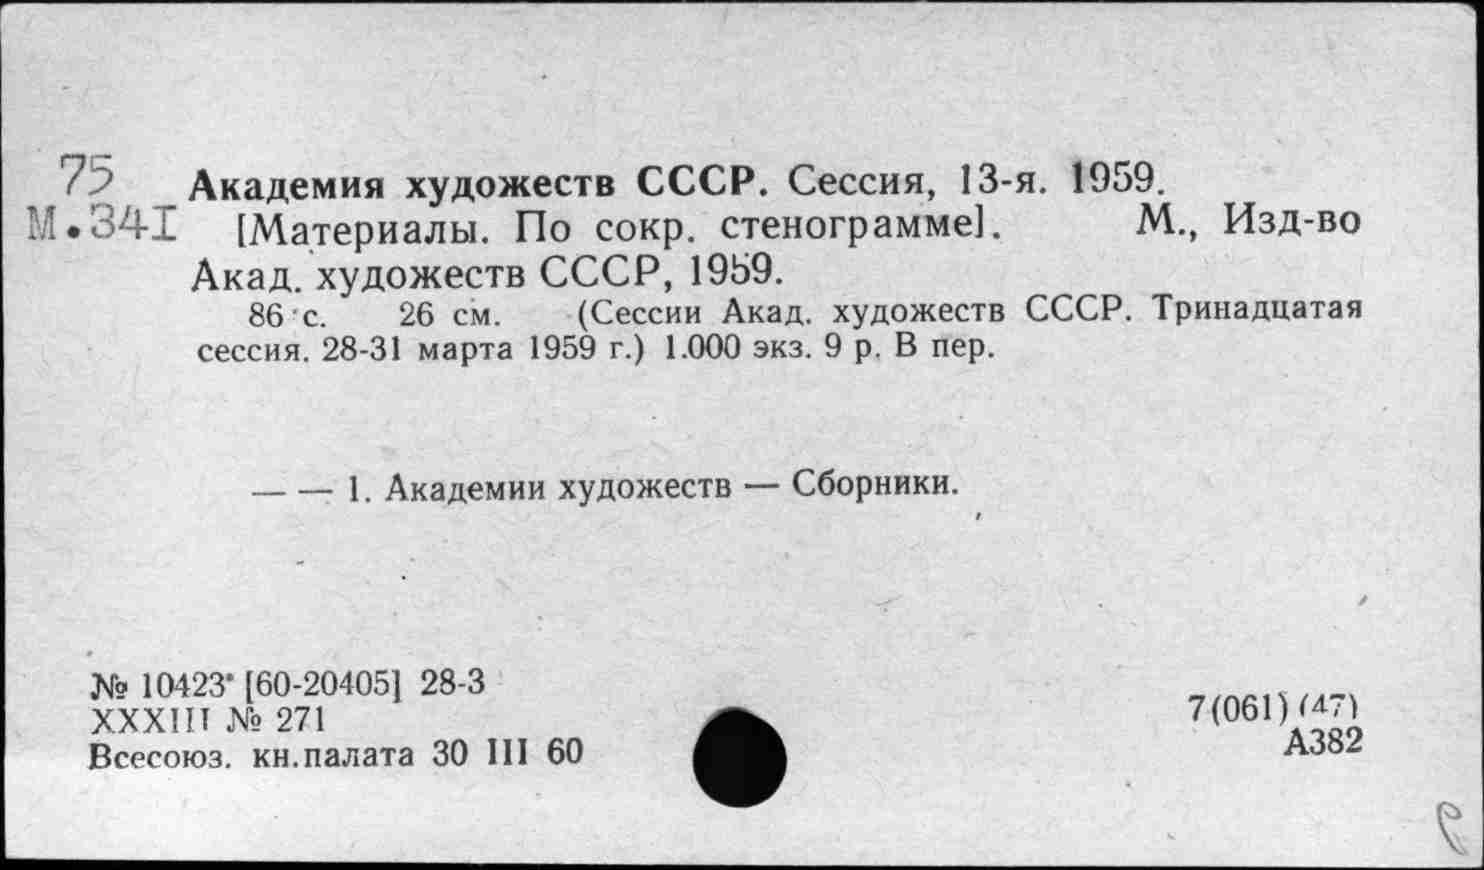 75 Академия художеств СССР. Сессия, 13-я. 1959.
М.341 [Материалы. По сокр. стенограмме]. М., Изд-во
Акад. художеств СССР, 1959.
86 с. 26 см. (Сессии Акад. художеств СССР. Тринадцатая
сессия. 28-31 марта 1959 г.) 1.000 экз. 9 р. В пер.
— — 1. Академии художеств — Сборники.
№ 10423* [60-20405] 28-3
XXXIII № 271
Всесоюз. кн.палата 30 III 60
7(061)(47)
А382